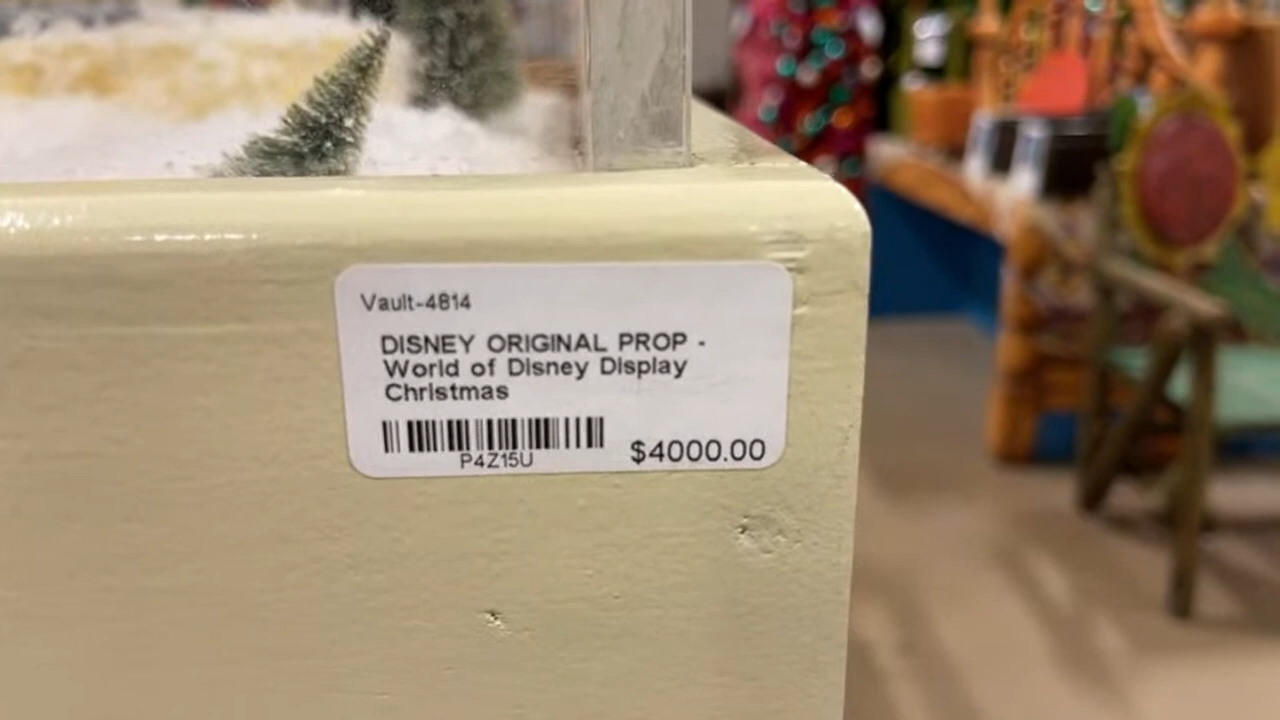 Vault-4814
DISNEY ORIGINAL PROP -
World of Disney Display
Christmas
P4Z15U
$4000.00